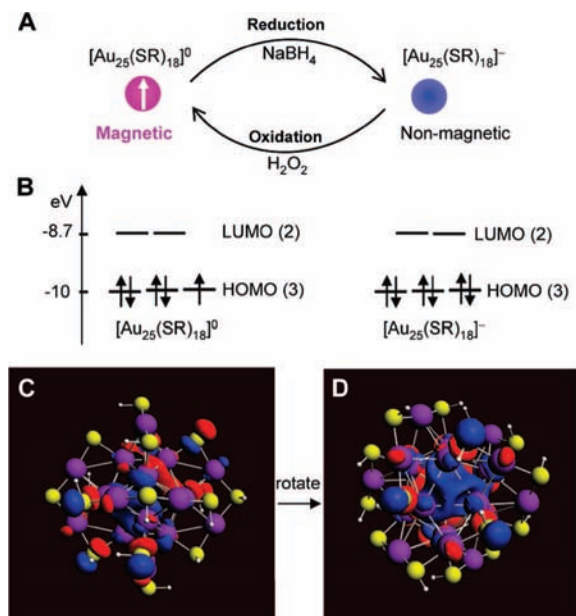 A
Reduction
[Au₂₅(SR)₁₈]⁰ NaBH₄ [Au₂₅(SR)₁₈]⁻
Magnetic Oxidation Non-magnetic
H₂O₂
B
eV
-8.7 LUMO (2) LUMO (2)
-10 HOMO (3) HOMO (3)
[Au₂₅(SR)₁₈]⁰ [Au₂₅(SR)₁₈]⁻
C D
rotate